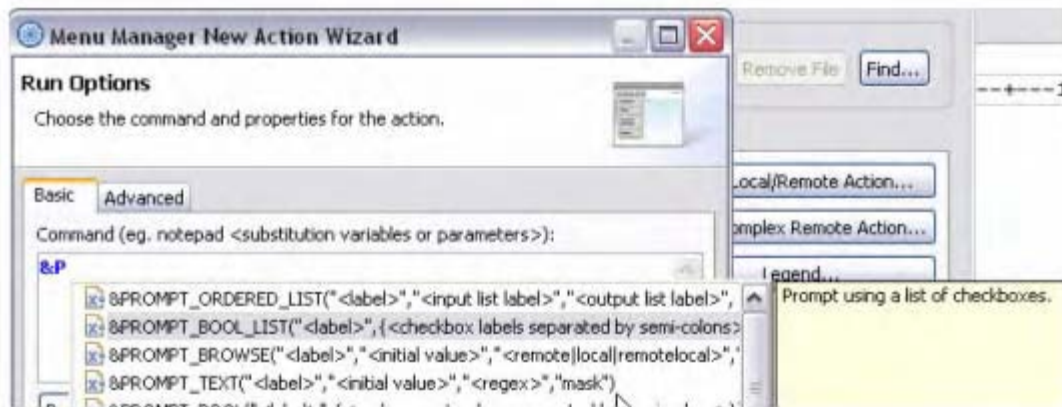 Menu Manager New Action Wizard
Run Options
Choose the command and properties for the action.
Remove File
Find...
--+---1
Basic
Advanced
Local/Remote Action...
Command (eg. notepad <substitution variables or parameters>):
Complex Remote Action...
&P
Legend...
&PROMPT_ORDERED_LIST("<label>","<input list label>","<output list label>",
&PROMPT_BOOL_LIST("<label>",{<checkbox labels separated by semi-colons>
&PROMPT_BROWSE("<label>","<initial value>","<remote|local|remotelocal>","
&PROMPT_TEXT("<label>","<initial value>","<regex>","mask")
Prompt using a list of checkboxes.